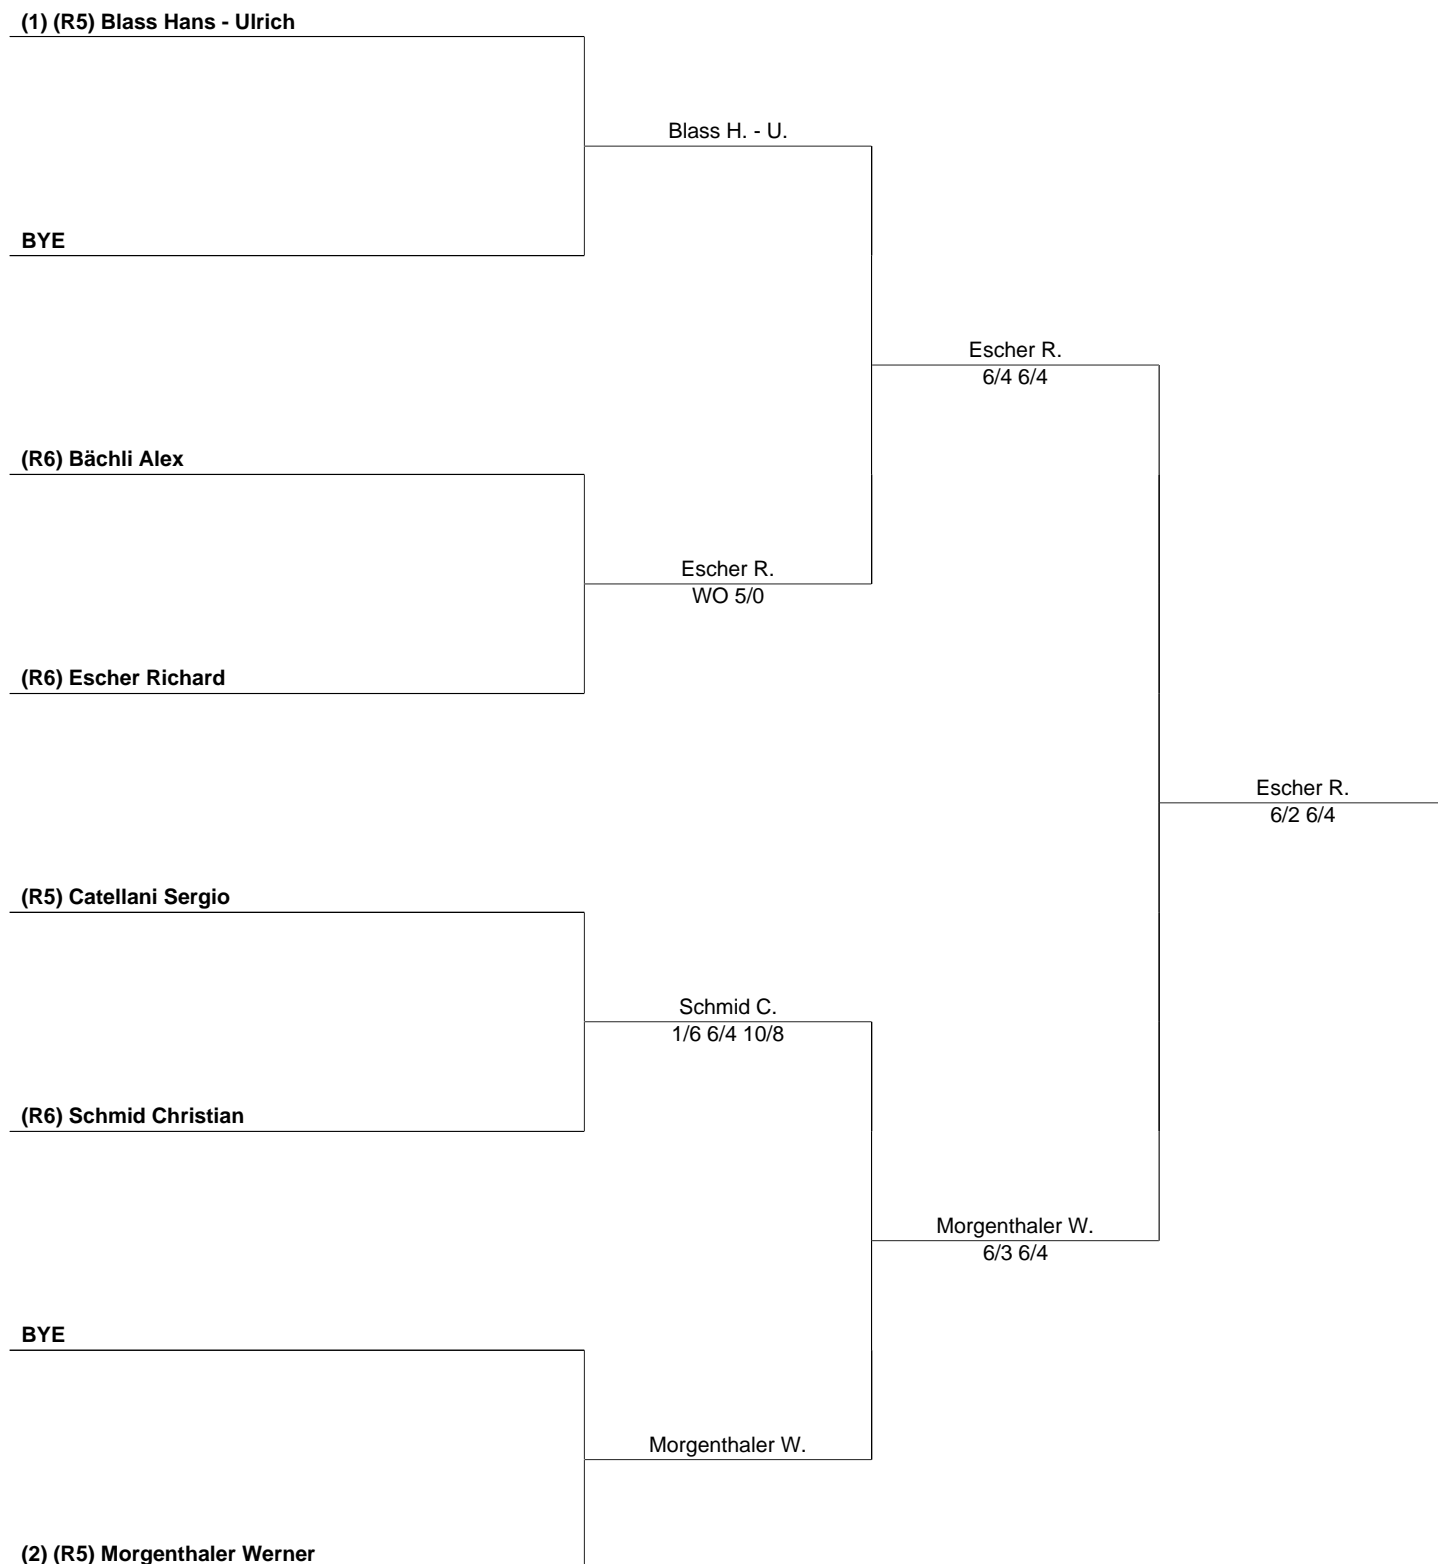 (1) (R5) Blass Hans - Ulrich
Blass H. - U.
BYE
Escher R.
6/4 6/4
(R6) Bächli Alex
Escher R.
WO 5/0
(R6) Escher Richard
Escher R.
6/2 6/4
(R5) Catellani Sergio
Schmid C.
1/6 6/4 10/8
(R6) Schmid Christian
Morgenthaler W.
6/3 6/4
BYE
Morgenthaler W.
(2) (R5) Morgenthaler Werner